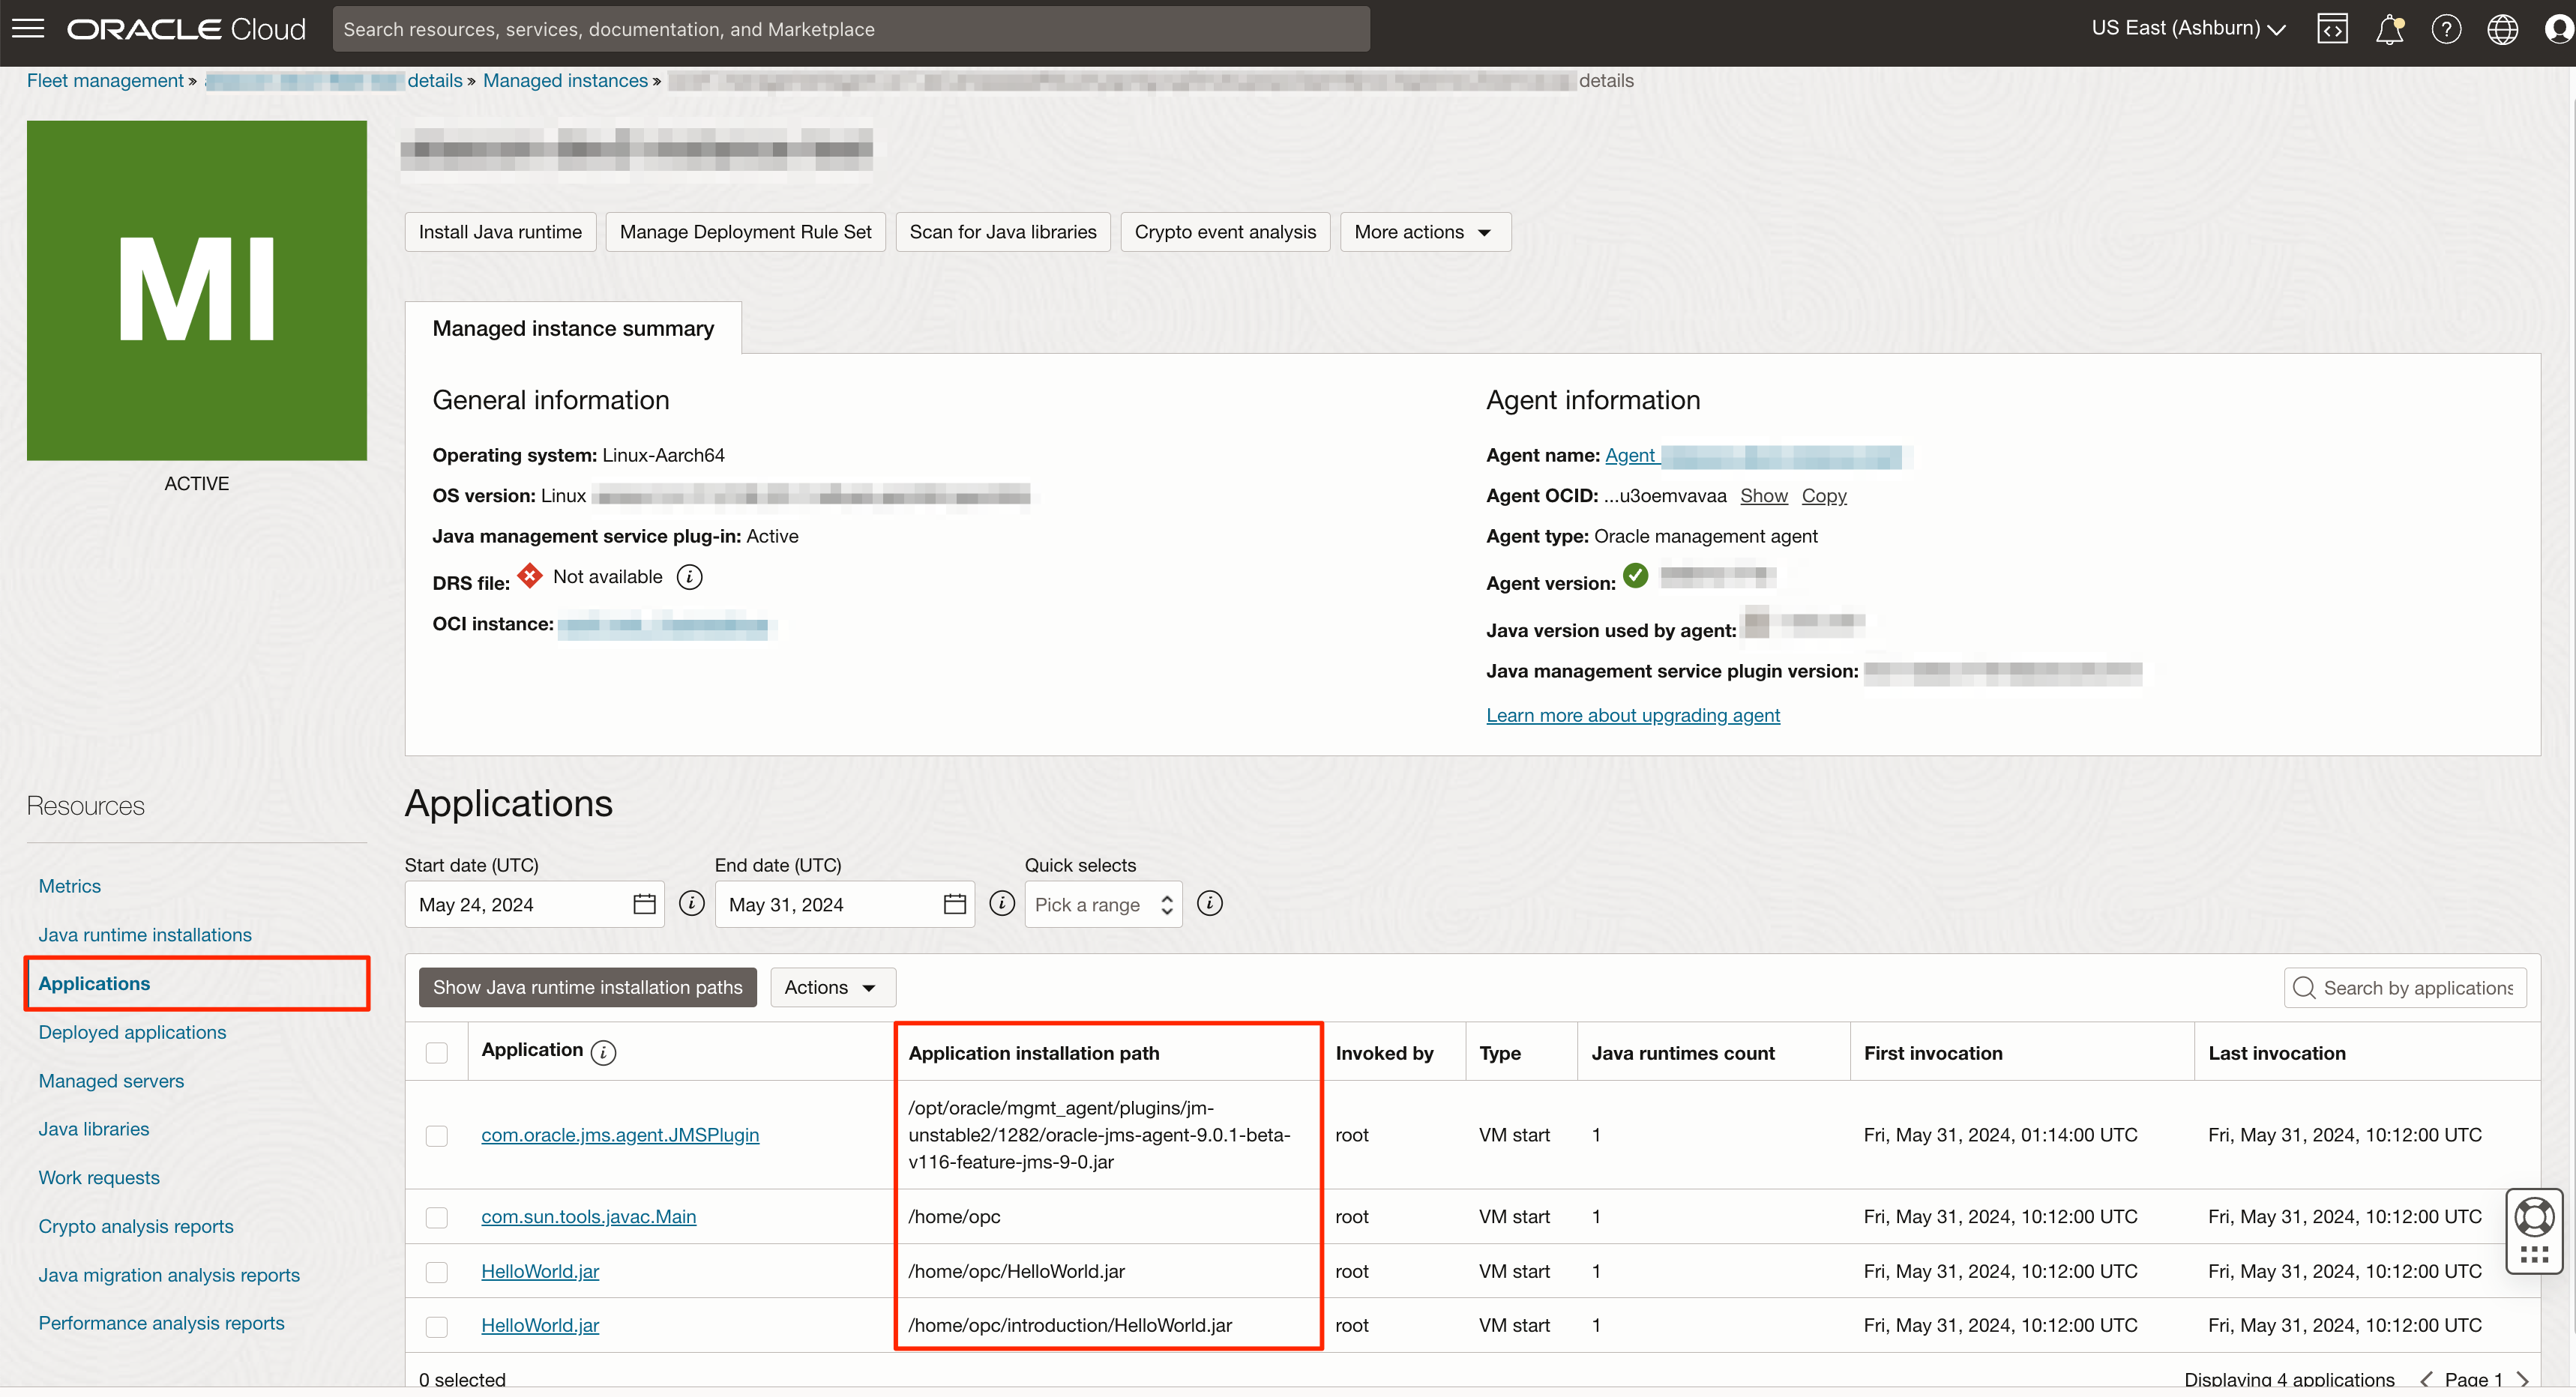 ORACLE Cloud
Search resources, services, documentation, and Marketplace
US East (Ashburn)
Fleet management » details » Managed instances » details
MI
ACTIVE
Install Java runtime
Manage Deployment Rule Set
Scan for Java libraries
Crypto event analysis
More actions
Managed instance summary
General information
Operating system: Linux-Aarch64
OS version: Linux
Java management service plug-in: Active
DRS file: Not available
OCI instance:
Agent information
Agent name: Agent
Agent OCID: ...u3oemvavaa Show Copy
Agent type: Oracle management agent
Agent version:
Java version used by agent:
Java management service plugin version:
Learn more about upgrading agent
Resources
Metrics
Java runtime installations
Applications
Deployed applications
Managed servers
Java libraries
Work requests
Crypto analysis reports
Java migration analysis reports
Performance analysis reports
Applications
Start date (UTC) End date (UTC) Quick selects
May 24, 2024 May 31, 2024 Pick a range
Show Java runtime installation paths Actions Search by applications
Application Application installation path Invoked by Type Java runtimes count First invocation Last invocation
/opt/oracle/mgmt_agent/plugins/jm-
com.oracle.jms.agent.JMSPlugin unstable2/1282/oracle-jms-agent-9.0.1-beta- root VM start 1 Fri, May 31, 2024, 01:14:00 UTC Fri, May 31, 2024, 10:12:00 UTC
v116-feature-jms-9-0.jar
com.sun.tools.javac.Main /home/opc root VM start 1 Fri, May 31, 2024, 10:12:00 UTC Fri, May 31, 2024, 10:12:00 UTC
HelloWorld.jar /home/opc/HelloWorld.jar root VM start 1 Fri, May 31, 2024, 10:12:00 UTC Fri, May 31, 2024, 10:12:00 UTC
HelloWorld.jar /home/opc/introduction/HelloWorld.jar root VM start 1 Fri, May 31, 2024, 10:12:00 UTC Fri, May 31, 2024, 10:12:00 UTC
0 selected Displaying 4 applications Page 1